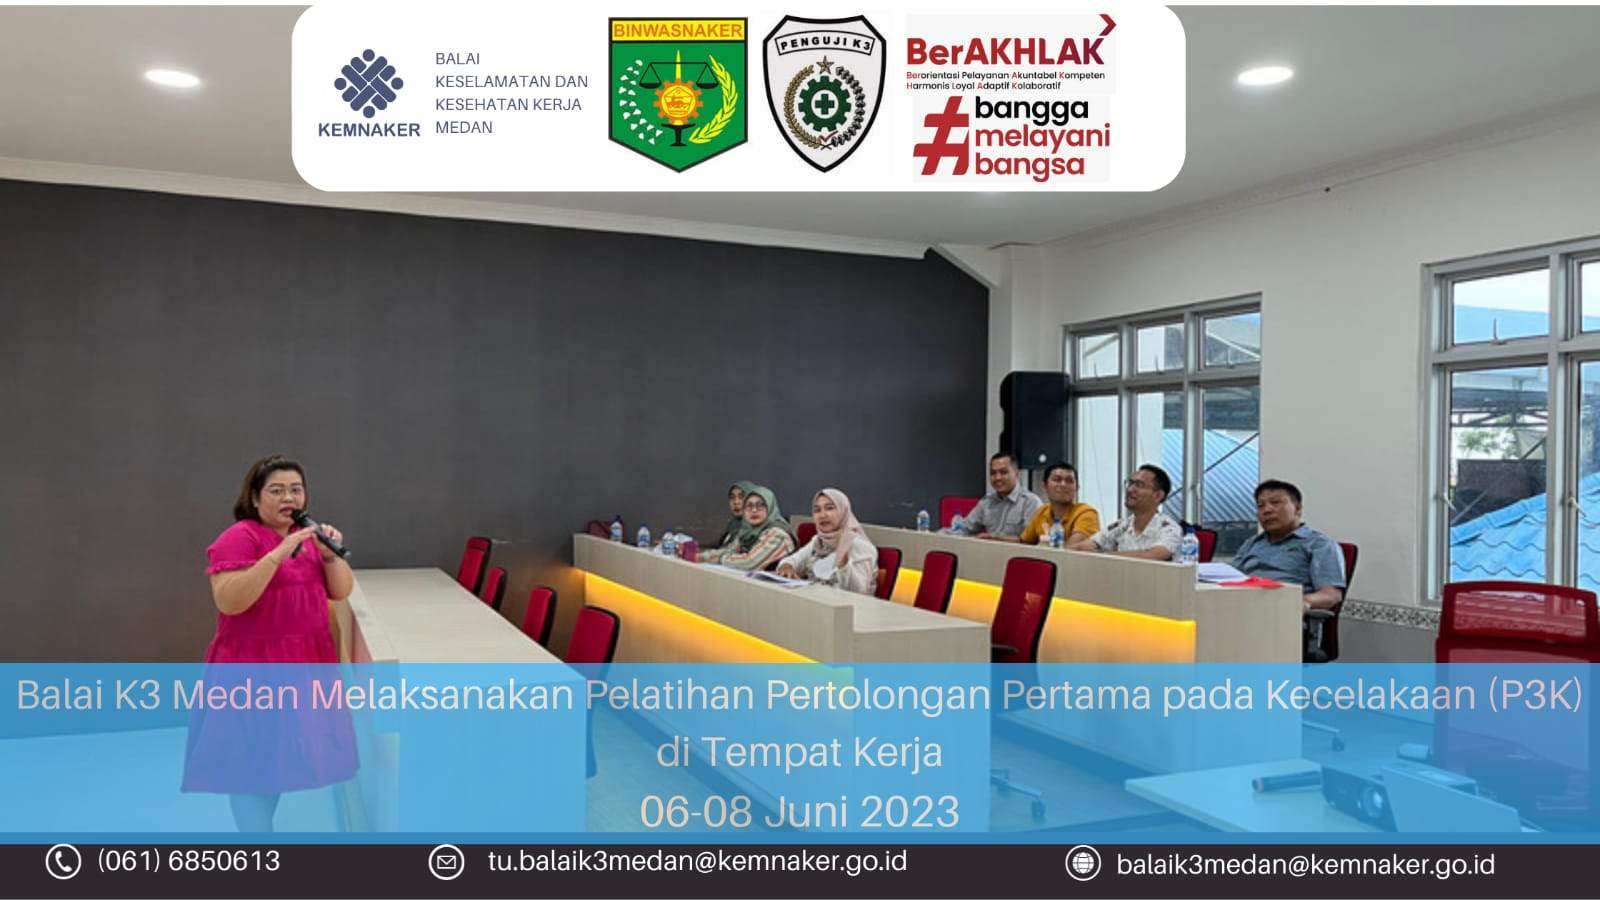 KEMNAKER
BALAI
KESELAMATAN DAN
KESEHATAN KERJA
MEDAN
BINWASNAKER
PENGUJI K3
BerAKHLAK
Berorientasi Pelayanan Akuntabel Kompeten
Harmonis Loyal Adaptif Kolaboratif
#bangga
melayani
bangsa
Balai K3 Medan Melaksanakan Pelatihan Pertolongan Pertama pada Kecelakaan (P3K)
di Tempat Kerja
06-08 Juni 2023
(061) 6850613
tu.balaik3medan@kemnaker.go.id
balaik3medan@kemnaker.go.id